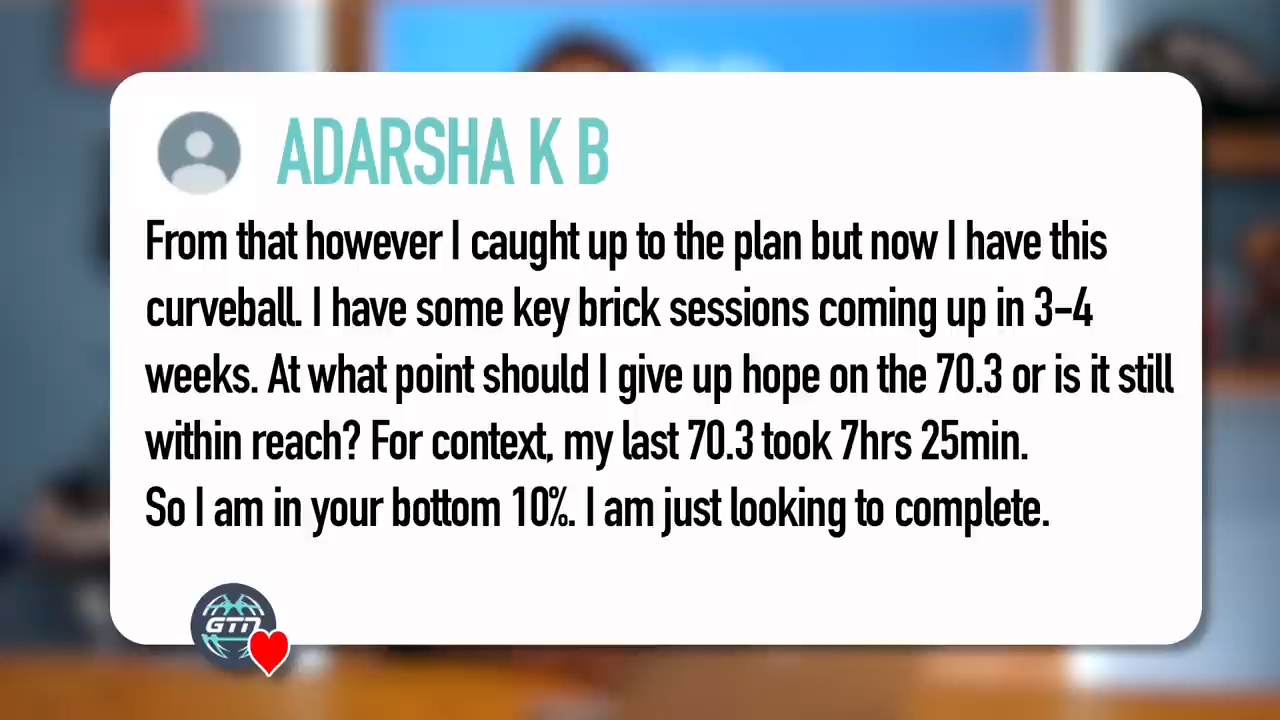 ADARSHA K B
From that however I caught up to the plan but now I have this
curveball. I have some key brick sessions coming up in 3-4
weeks. At what point should I give up hope on the 70.3 or is it still
within reach? For context, my last 70.3 took 7hrs 25min.
So I am in your bottom 10%. I am just looking to complete.
GTN